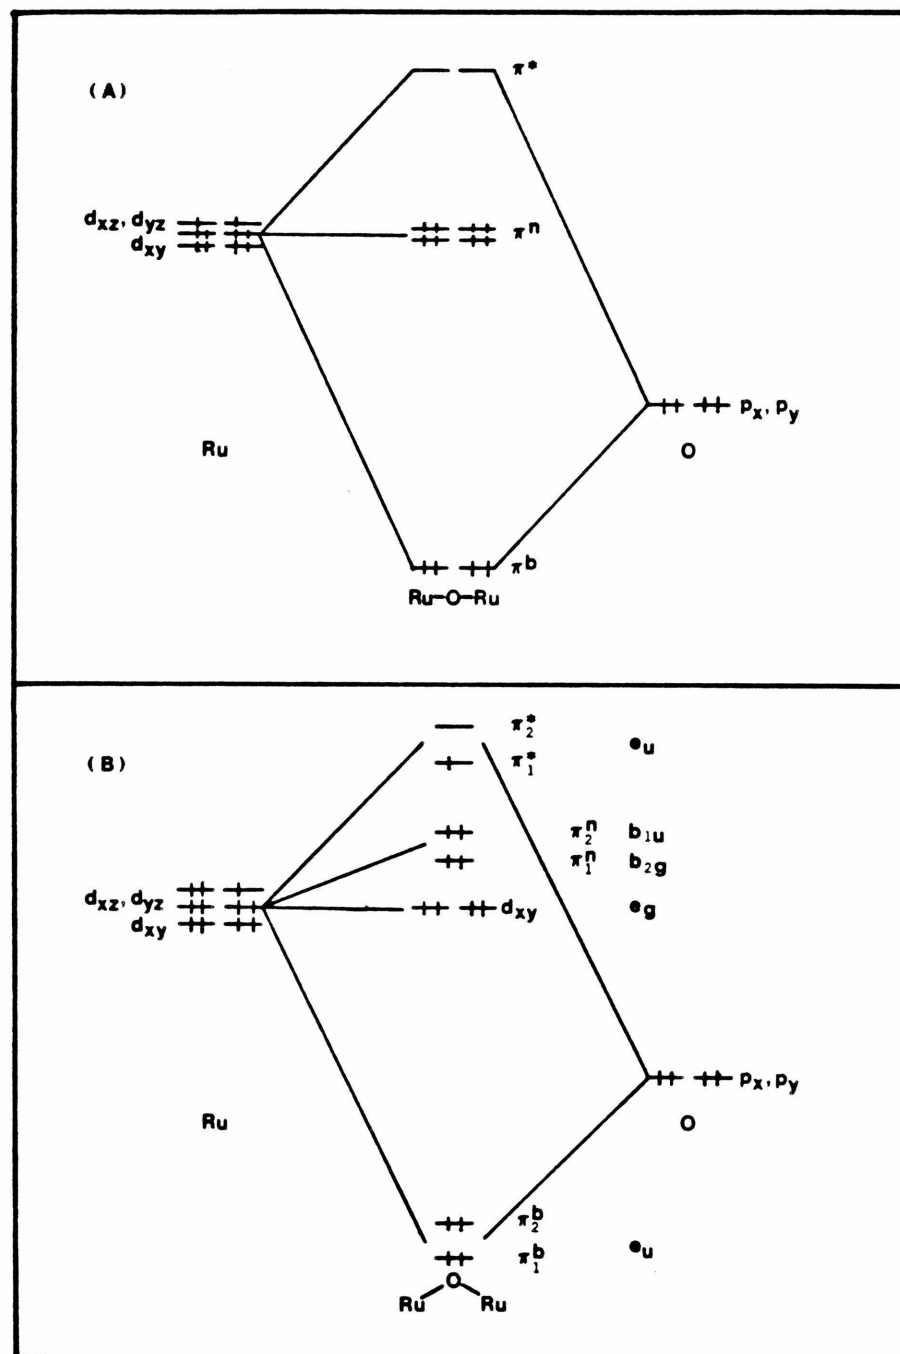 (A)
π*
dxz, dyz
dxy
πⁿ
px, py
Ru
O
πᵇ
Ru-O-Ru
(B)
π₂* eu
π₁*
π₂ⁿ b₁u
π₁ⁿ b₂g
dxz, dyz
dxy
dxy eg
px, py
Ru
O
π₂ᵇ
π₁ᵇ eu
O
Ru Ru